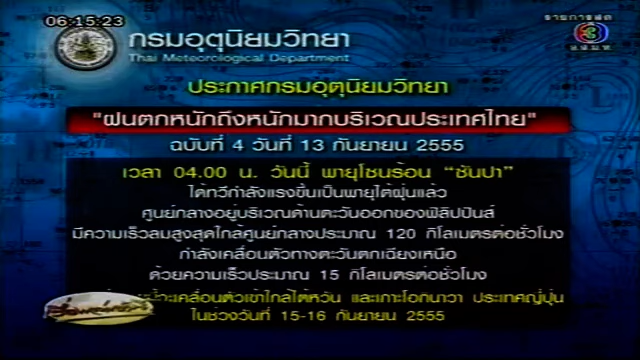 06:15:23
รายการสด
3
อ.ส.ม.ท.
กรมอุตุนิยมวิทยา
Thai Meteorological Department
ประกาศกรมอุตุนิยมวิทยา
"ฝนตกหนักถึงหนักมากบริเวณประเทศไทย"
ฉบับที่ 4 วันที่ 13 กันยายน 2555
เวลา 04.00 น. วันนี้ พายุโซนร้อน "ซันปา"
ได้ทวีกำลังแรงขึ้นเป็นพายุไต้ฝุ่นแล้ว
ศูนย์กลางอยู่บริเวณด้านตะวันออกของฟิลิปปินส์
มีความเร็วลมสูงสุดใกล้ศูนย์กลางประมาณ 120 กิโลเมตรต่อชั่วโมง
กำลังเคลื่อนตัวทางตะวันตกเฉียงเหนือ
ด้วยความเร็วประมาณ 15 กิโลเมตรต่อชั่วโมง
จะเคลื่อนตัวเข้าใกล้ไต้หวัน และเกาะโอกินาวา ประเทศญี่ปุ่น
ในช่วงวันที่ 15-16 กันยายน 2555